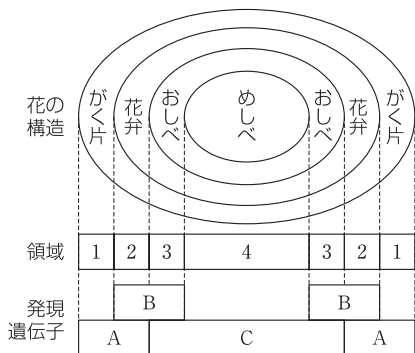 花の
構造
がく片
花弁
おしべ
めしべ
おしべ
花弁
がく片
領域
1 2 3 4 3 2 1
発現
遺伝子
B B
A C A